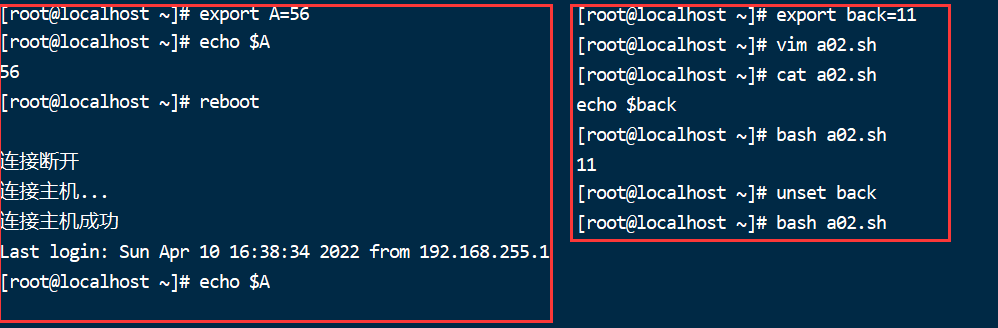 [root@localhost ~]# export A=56
[root@localhost ~]# echo $A
56
[root@localhost ~]# reboot
连接断开
连接主机...
连接主机成功
Last login: Sun Apr 10 16:38:34 2022 from 192.168.255.1
[root@localhost ~]# echo $A
[root@localhost ~]# export back=11
[root@localhost ~]# vim a02.sh
[root@localhost ~]# cat a02.sh
echo $back
[root@localhost ~]# bash a02.sh
11
[root@localhost ~]# unset back
[root@localhost ~]# bash a02.sh